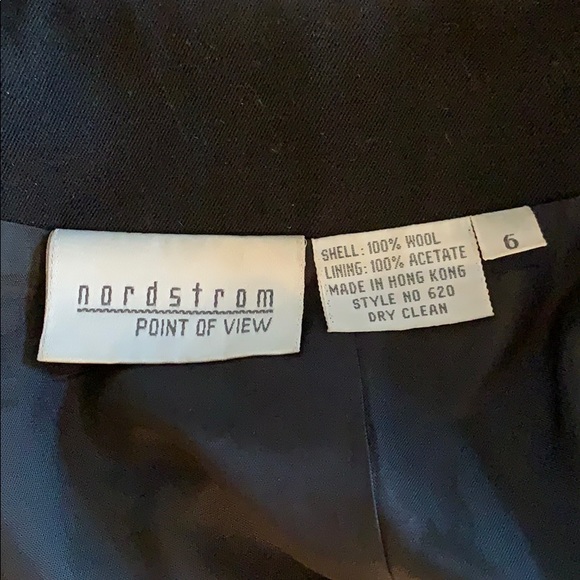 nordstrom
POINT OF VIEW
SHELL: 100% WOOL
LINING: 100% ACETATE
MADE IN HONG KONG
STYLE NO 620
DRY CLEAN
6